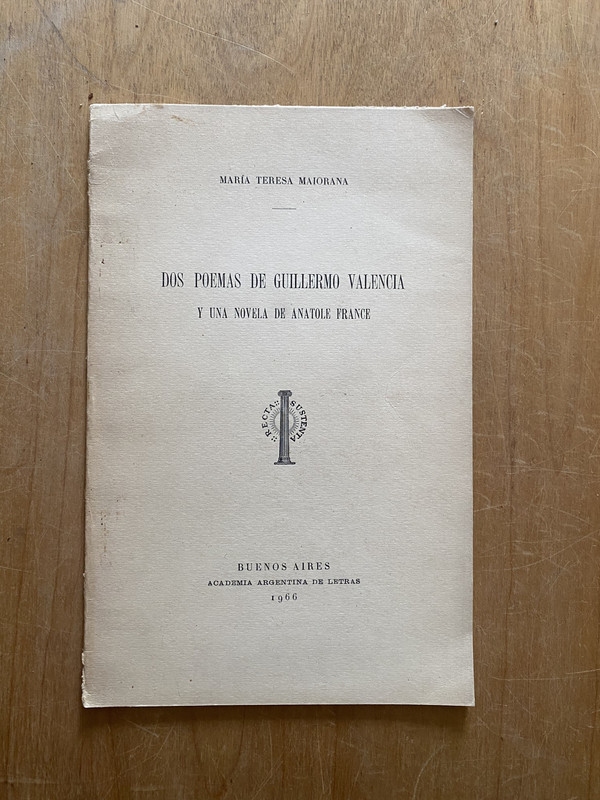 MARÍA TERESA MAIORANA
DOS POEMAS DE GUILLERMO VALENCIA
Y UNA NOVELA DE ANATOLE FRANCE
RECTA SUSTENTA
BUENOS AIRES
ACADEMIA ARGENTINA DE LETRAS
1966